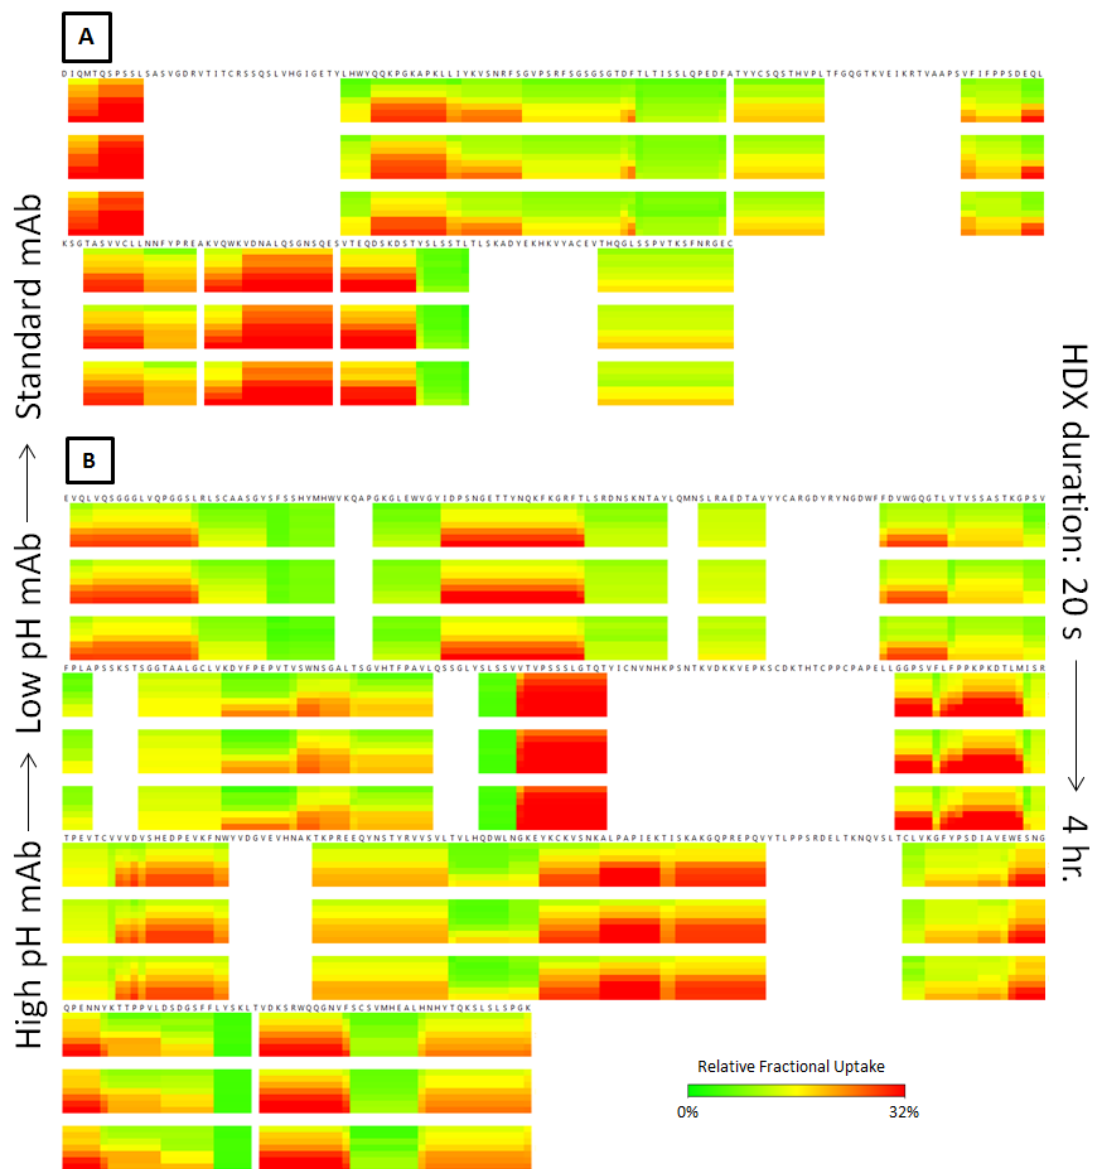 A
DIQMTQSPSSLSASVGDRVTITCRSSQSLVHGIGETYLHWYQQKPGKAPKLLIYKVSNRFSGVPSRFSGSGSGTDFTLTISSLQPEDFATYYCSQSTHVPLTFGQGTKVEIKRTVAAPSVFIFPPSDEQL
KSGTASVVCLLNNFYPREAKVQWKVDNALQSGNSQESVTEQDSKDSTYSLSSTLTLSKADYEKHKVYACEVTHQGLSSPVTKSFNRGEC
B
EVQLVQSGGGLVQPGGSLRLSCAASGYSFSSHYMHWVKQAPGKGLEWVGYIDPSNGETTYNQKFKGRFTLSRDNSKNTAYLQMNSLRAEDTAVYYCARGDYRYNGDWFFDVWGQGTLVTVSSASTKGPSV
FPLAPSSKSTSGGTAALGCLVKDYFPEPVTVSWNSGALTSGVHTFPAVLQSSGLYSLSSVVTVPSSSLGTQTYICNVNHKPSNTKVDKKVEPKSCDKTHTCPPCPAPELLGGPSVFLFPPKPKDTLMISR
TPEVTCVVVDVSHEDPEVKFNWYVDGVEVHNAKTKPREEQYNSTYRVVSVLTVLHQDWLNGKEYKCKVSNKALPAPIEKTISKAKGQPREPQVYTLPPSRDELTKNQVSLTCLVKGFYPSDIAVEWESNG
QPENNYKTTPPVLDSDGSFFLYSKLTVDKSRWQQGNVFSCSVMHEALHNHYTQKSLSLSPGK
High pH mAb → Low pH mAb → Standard mAb
HDX duration: 20 s → 4 hr.
Relative Fractional Uptake
0% 32%